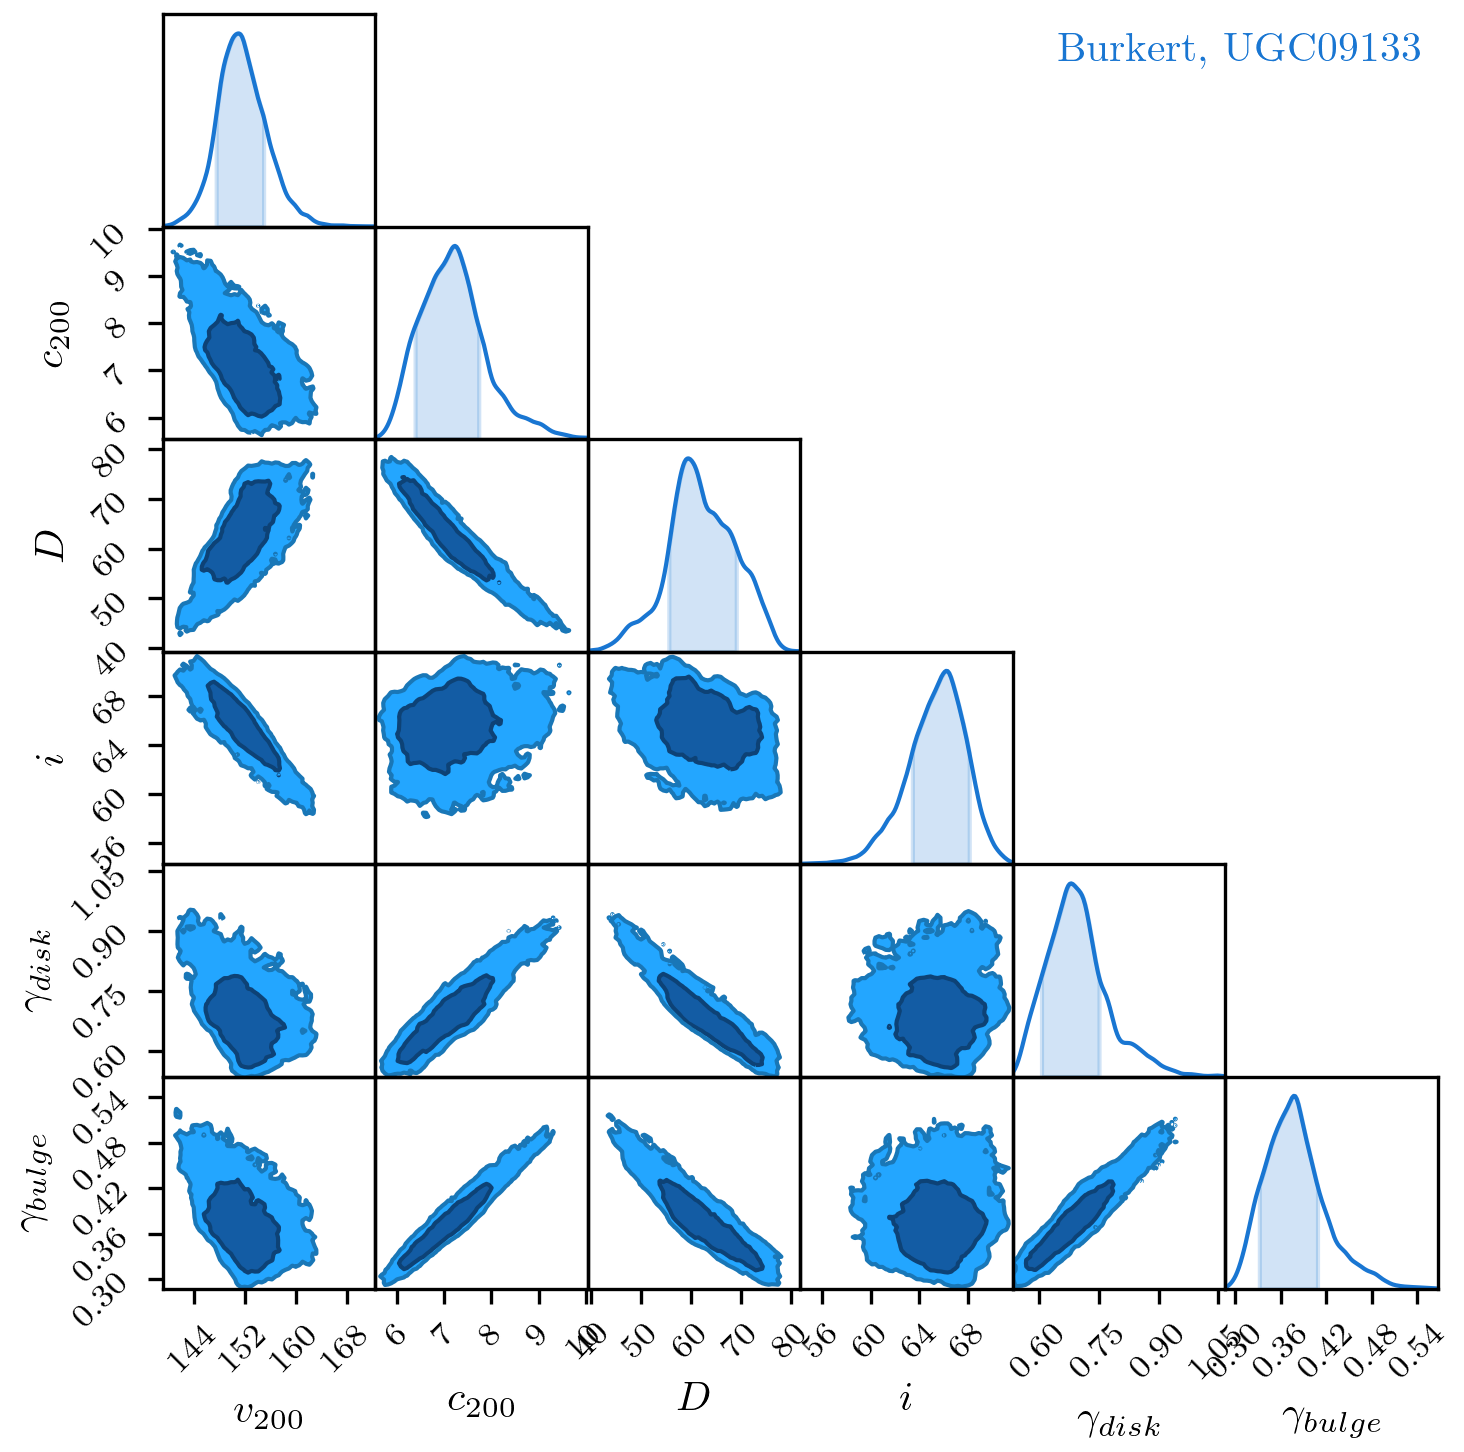 Burkert, UGC09133
10
9
8
7
6
c200
80
70
60
50
40
D
68
64
60
56
i
1.05
0.90
0.75
0.60
γdisk
0.54
0.48
0.42
0.36
0.30
γbulge
144 152 160 168
6 7 8 9 10
40 50 60 70 80
56 60 64 68
0.60 0.75 0.90 1.05
0.30 0.36 0.42 0.48 0.54
v200 c200 D i γdisk γbulge